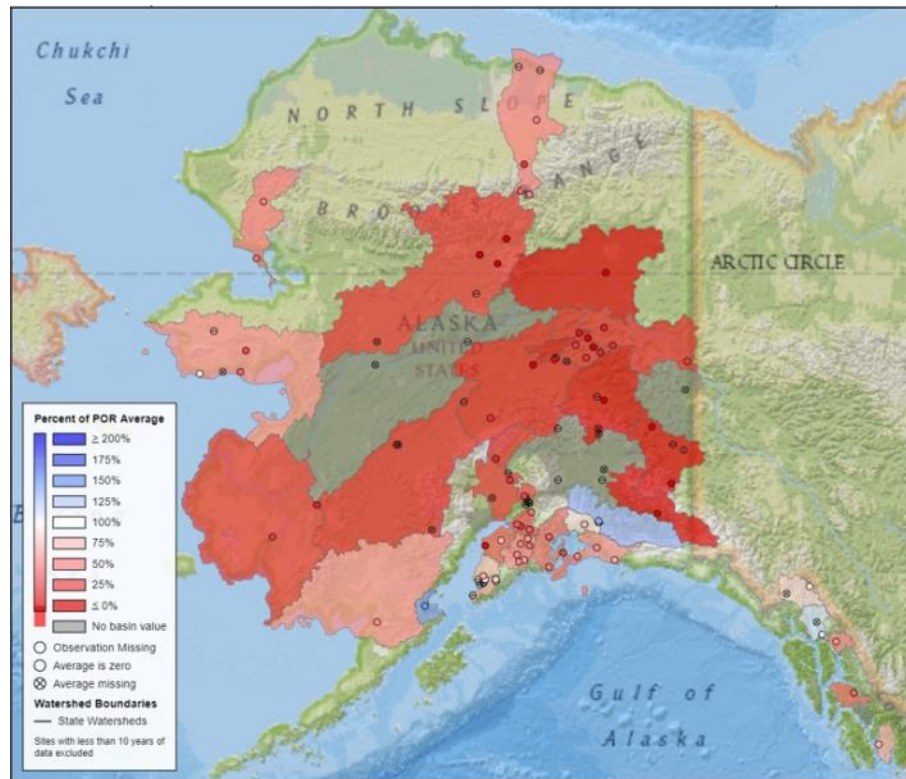 Chukchi
Sea
NORTH SLOPE
BROOKS RANGE
ARCTIC CIRCLE
ALASKA
UNITED
STATES
Percent of POR Average
≥ 200%
175%
150%
125%
100%
75%
50%
25%
≤ 0%
No basin value
Observation Missing
Average is zero
Average missing
Watershed Boundaries
State Watersheds
Sites with less than 10 years of
data excluded
B
Gulf of
Alaska